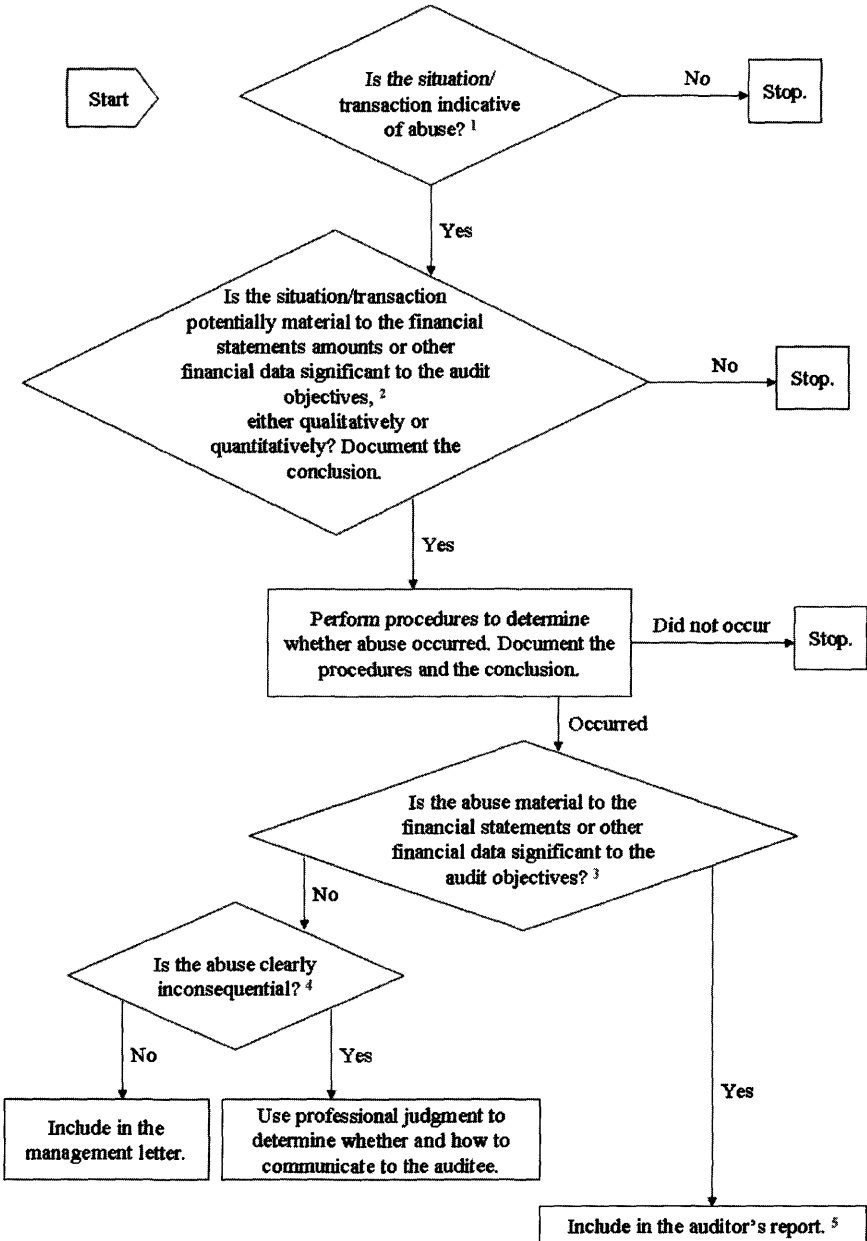 Start
Is the situation/
transaction indicative
of abuse? 1
No
Stop.
Yes
Is the situation/transaction
potentially material to the financial
statements amounts or other
financial data significant to the audit
objectives, 2
either qualitatively or
quantitatively? Document the
conclusion.
No
Stop.
Yes
Perform procedures to determine
whether abuse occurred. Document the
procedures and the conclusion.
Did not occur
Stop.
Occurred
Is the abuse material to the
financial statements or other
financial data significant to the
audit objectives? 3
No
Is the abuse clearly
inconsequential? 4
No
Yes
Yes
Include in the
management letter.
Use professional judgment to
determine whether and how to
communicate to the auditee.
Include in the auditor's report. 5